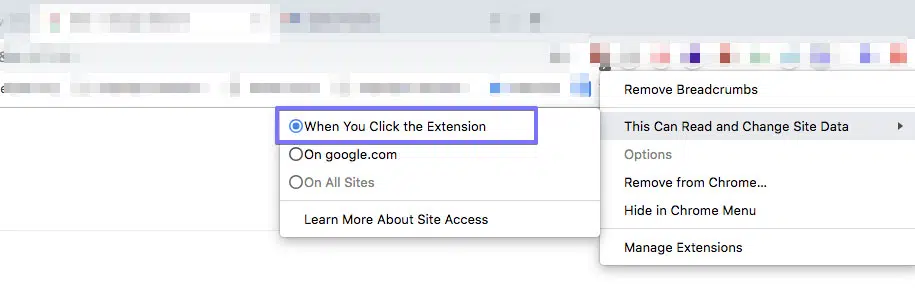 Remove Breadcrumbs
This Can Read and Change Site Data
Options
Remove from Chrome...
Hide in Chrome Menu
Manage Extensions
When You Click the Extension
On google.com
On All Sites
Learn More About Site Access